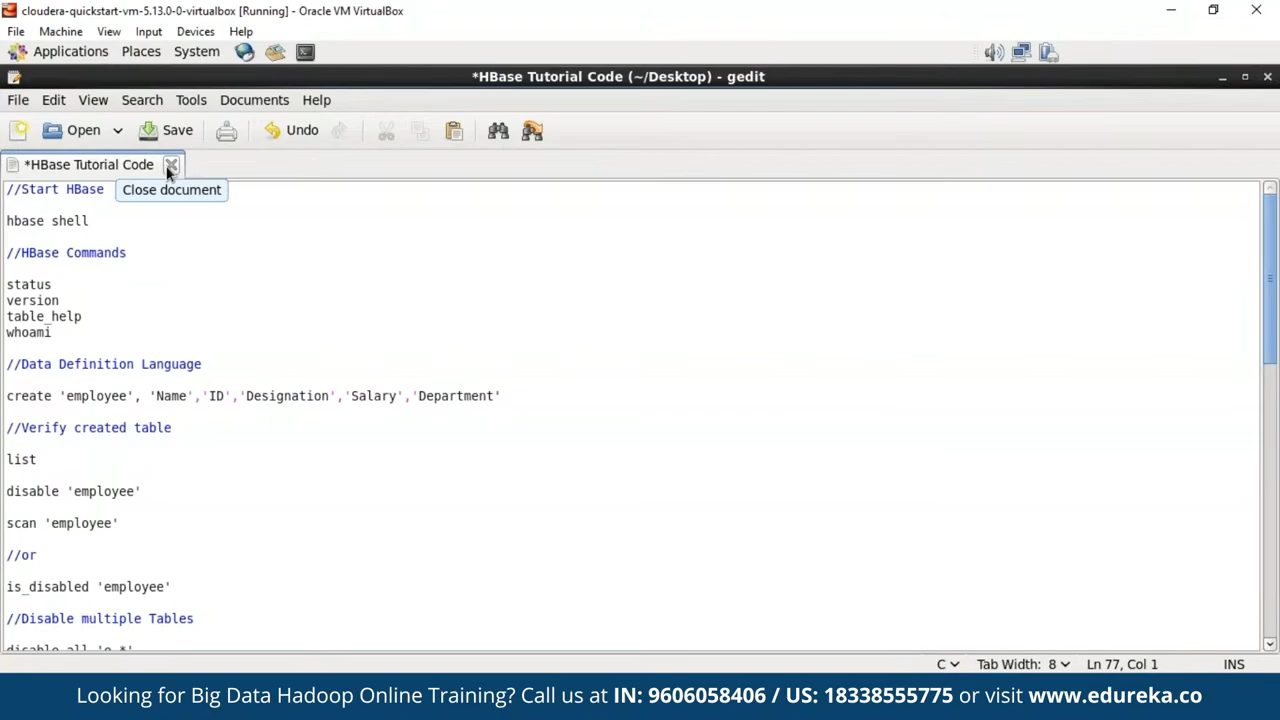 cloudera-quickstart-vm-5.13.0-0-virtualbox [Running] - Oracle VM VirtualBox
File Machine View Input Devices Help
Applications Places System
*HBase Tutorial Code (~/Desktop) - gedit
File Edit View Search Tools Documents Help
Open Save Undo
*HBase Tutorial Code
//Start HBase
Close document
hbase shell
//HBase Commands
status
version
table_help
whoami
//Data Definition Language
create 'employee', 'Name','ID','Designation','Salary','Department'
//Verify created table
list
disable 'employee'
scan 'employee'
//or
is_disabled 'employee'
//Disable multiple Tables
disable_all 'e.*'
C Tab Width: 8 Ln 77, Col 1 INS
Looking for Big Data Hadoop Online Training? Call us at IN: 9606058406 / US: 18338555775 or visit www.edureka.co